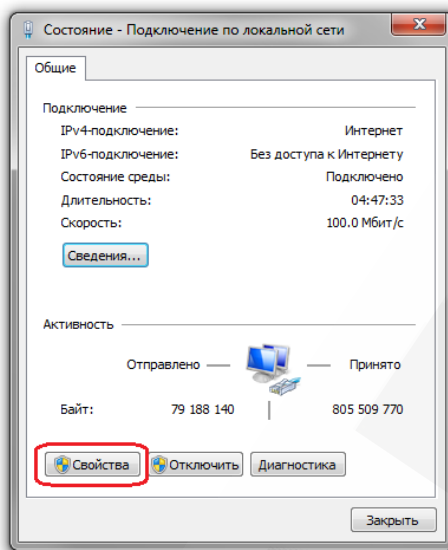 Состояние - Подключение по локальной сети
Общие
Подключение
IPv4-подключение: Интернет
IPv6-подключение: Без доступа к Интернету
Состояние среды: Подключено
Длительность: 04:47:33
Скорость: 100.0 Мбит/с
Сведения...
Активность
Отправлено — — Принято
Байт: 79 188 140 | 805 509 770
Свойства Отключить Диагностика
Закрыть